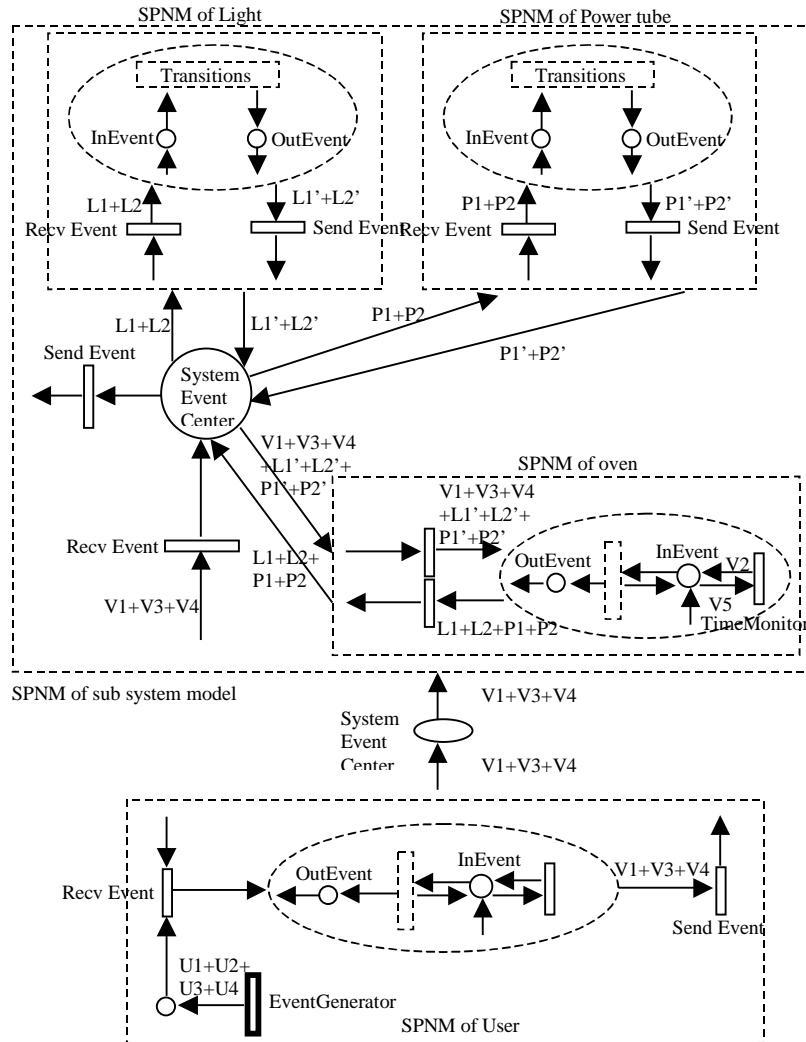 SPNM of Light
SPNM of Power tube
Transitions
InEvent
OutEvent
L1+L2
L1’+L2’
Recv Event
Send Event
Transitions
InEvent
OutEvent
P1+P2
P1’+P2’
Recv Event
Send Event
L1+L2
L1’+L2’
P1+P2
P1’+P2’
Send Event
System
Event
Center
V1+V3+V4
+L1’+L2’+
P1’+P2’
SPNM of oven
V1+V3+V4
+L1’+L2’+
P1’+P2’
Recv Event
L1+L2+
P1+P2
OutEvent
InEvent
V2
V5
TimeMonitor
V1+V3+V4
L1+L2+P1+P2
SPNM of sub system model
V1+V3+V4
System
Event
Center
V1+V3+V4
OutEvent
InEvent
V1+V3+V4
Recv Event
Send Event
U1+U2+
U3+U4
EventGenerator
SPNM of User